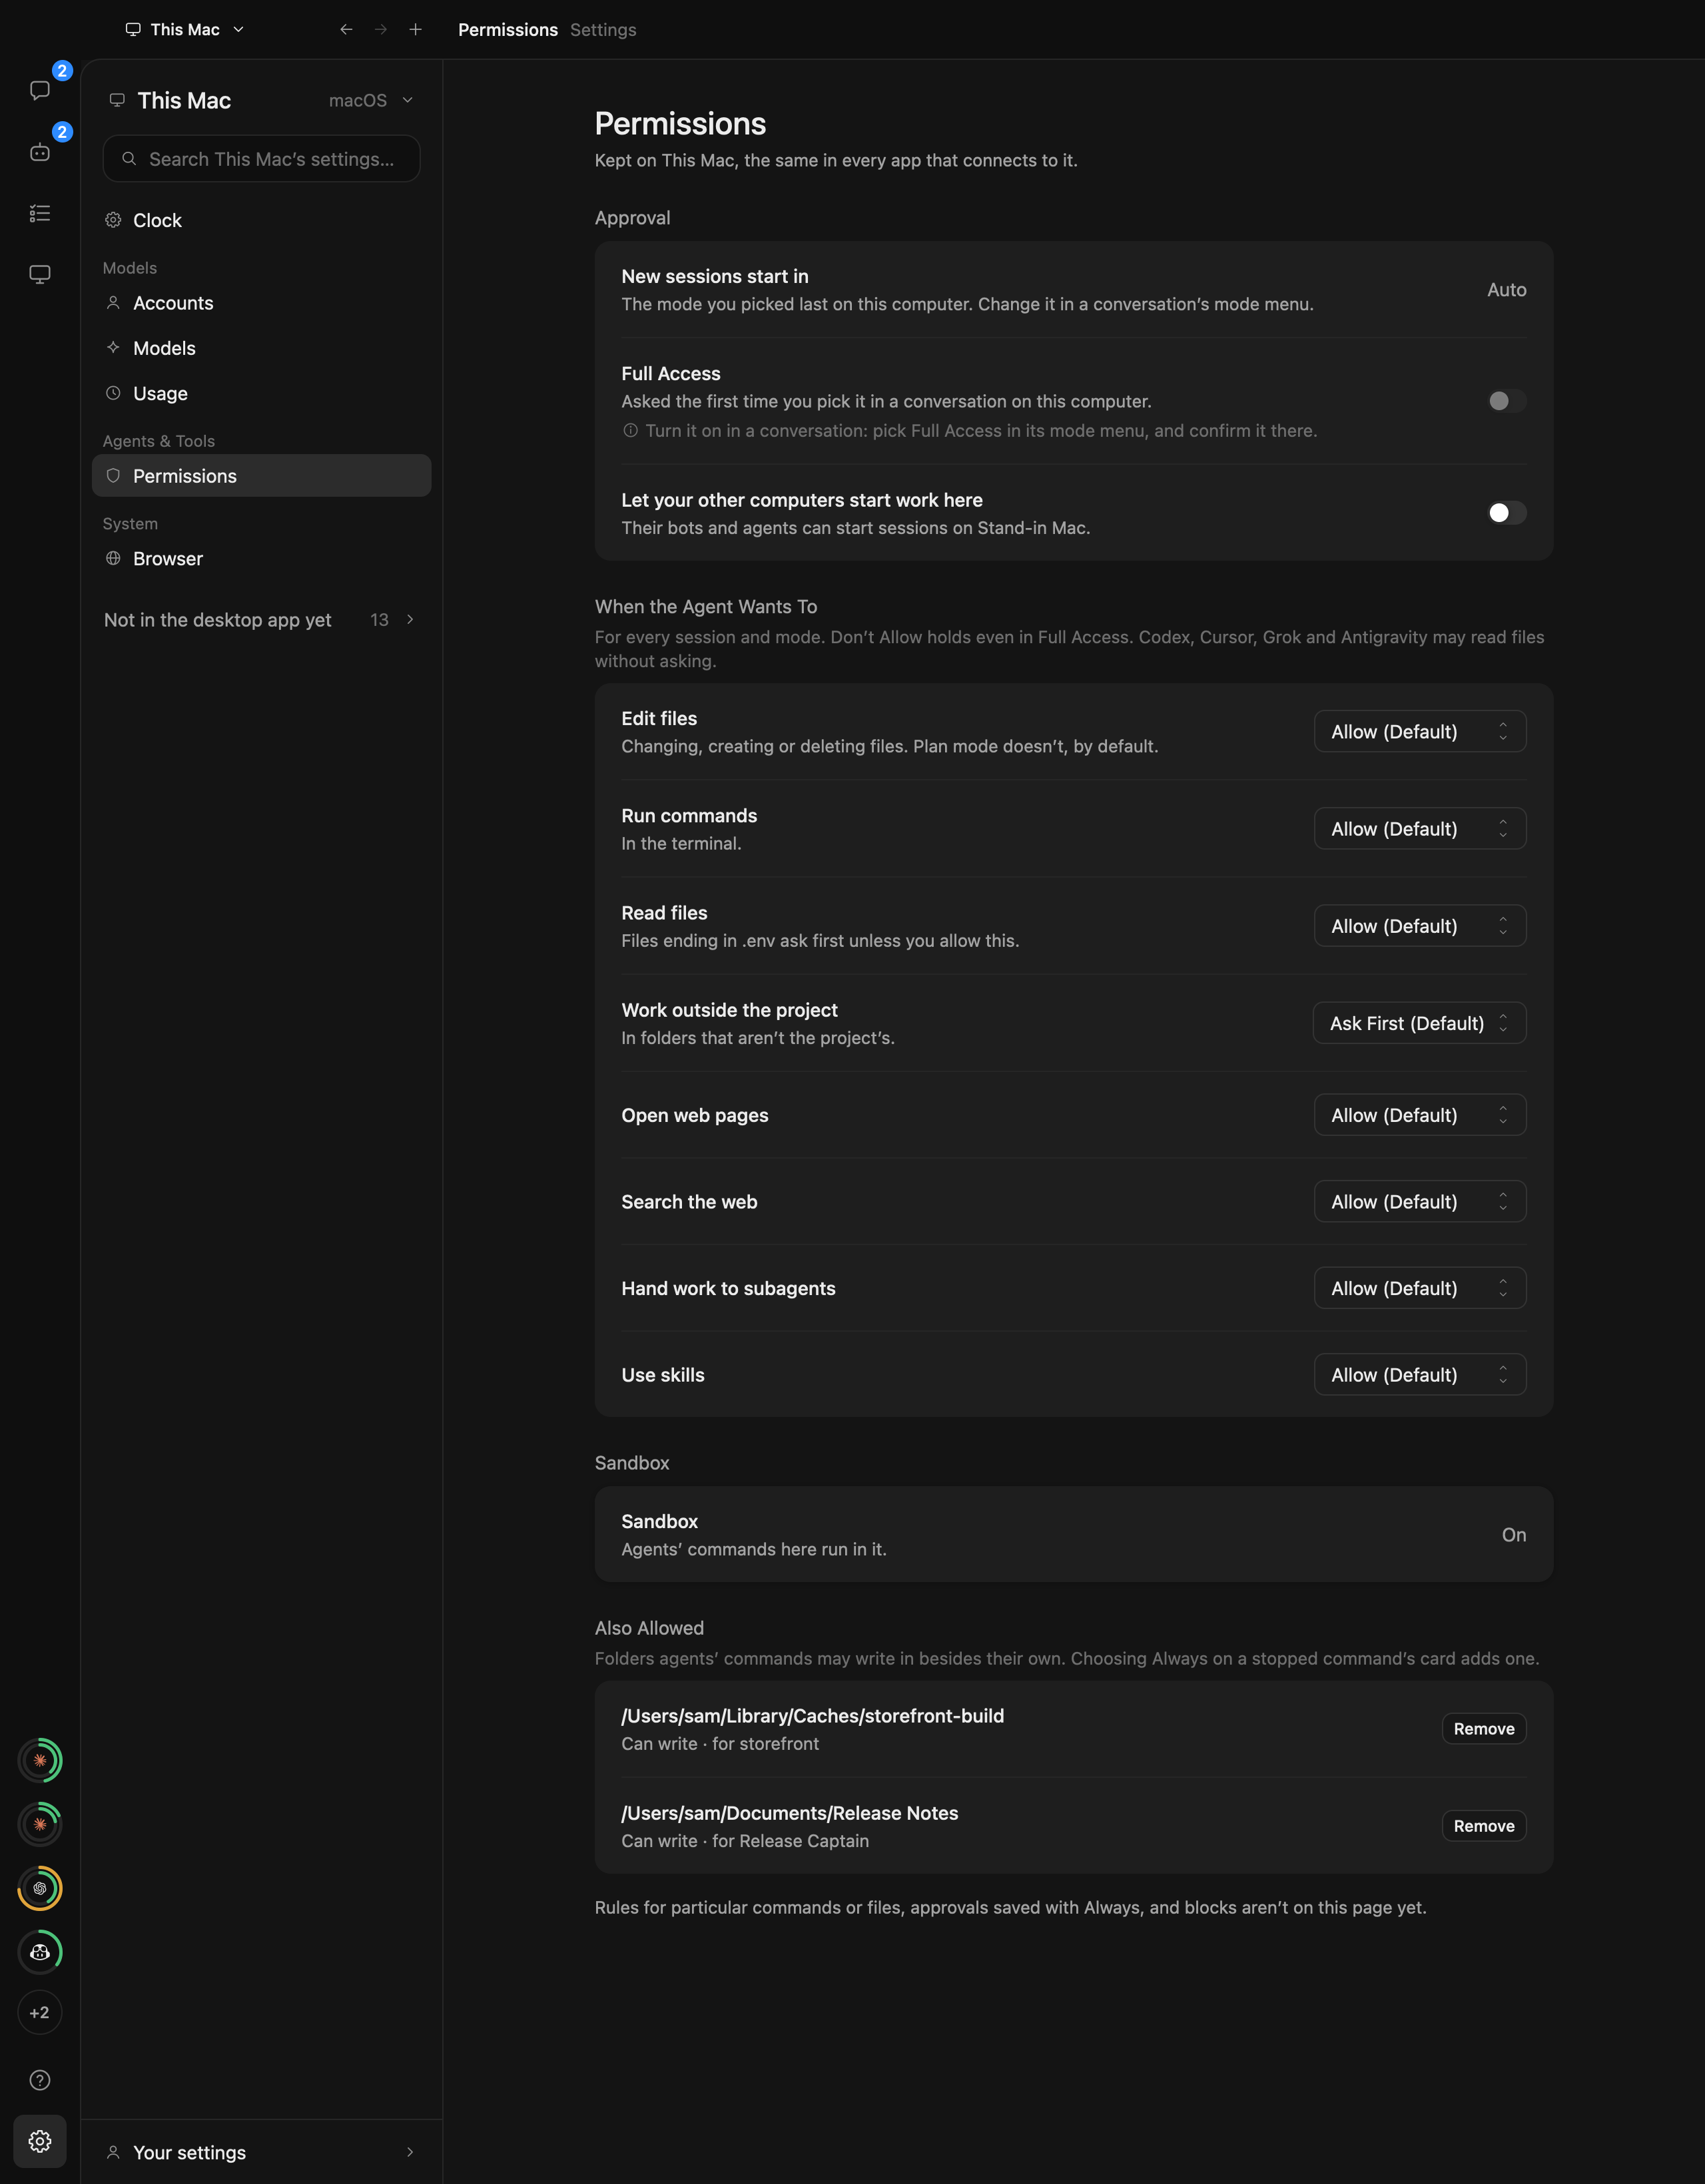 This Mac
Permissions Settings
2
2
This Mac macOS
Search This Mac’s settings...
Clock
Models
Accounts
Models
Usage
Agents & Tools
Permissions
System
Browser
Not in the desktop app yet 13
+2
Your settings
Permissions
Kept on This Mac, the same in every app that connects to it.
Approval
New sessions start in
The mode you picked last on this computer. Change it in a conversation’s mode menu.
Auto
Full Access
Asked the first time you pick it in a conversation on this computer.
Turn it on in a conversation: pick Full Access in its mode menu, and confirm it there.
Let your other computers start work here
Their bots and agents can start sessions on Stand-in Mac.
When the Agent Wants To
For every session and mode. Don’t Allow holds even in Full Access. Codex, Cursor, Grok and Antigravity may read files
without asking.
Edit files
Changing, creating or deleting files. Plan mode doesn’t, by default.
Allow (Default)
Run commands
In the terminal.
Allow (Default)
Read files
Files ending in .env ask first unless you allow this.
Allow (Default)
Work outside the project
In folders that aren’t the project’s.
Ask First (Default)
Open web pages
Allow (Default)
Search the web
Allow (Default)
Hand work to subagents
Allow (Default)
Use skills
Allow (Default)
Sandbox
Sandbox
Agents’ commands here run in it.
On
Also Allowed
Folders agents’ commands may write in besides their own. Choosing Always on a stopped command’s card adds one.
/Users/sam/Library/Caches/storefront-build
Can write · for storefront
Remove
/Users/sam/Documents/Release Notes
Can write · for Release Captain
Remove
Rules for particular commands or files, approvals saved with Always, and blocks aren’t on this page yet.